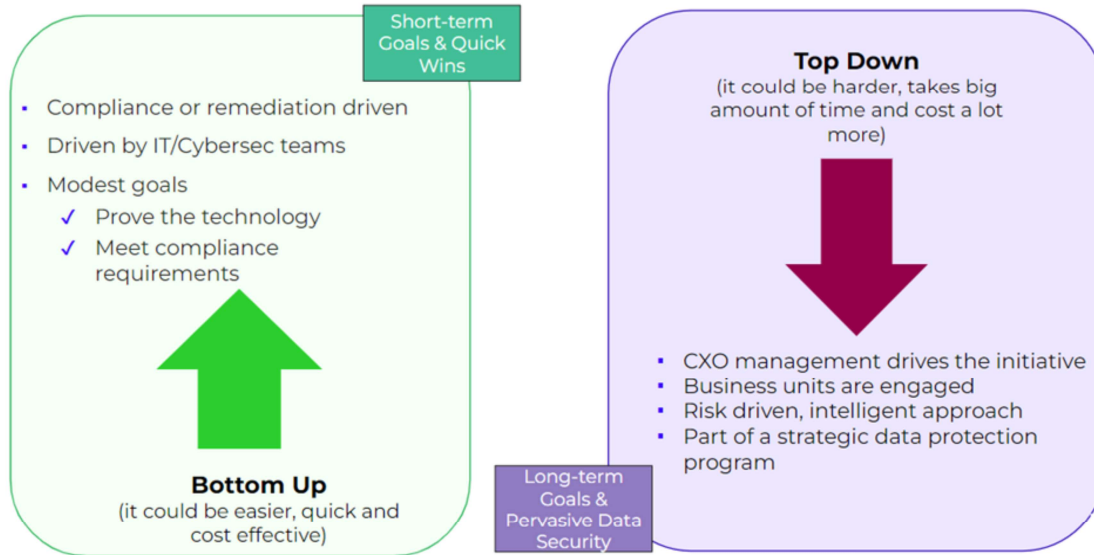 Short-term
Goals & Quick
Wins
▪ Compliance or remediation driven
▪ Driven by IT/Cybersec teams
▪ Modest goals
✓ Prove the technology
✓ Meet compliance
requirements
Bottom Up
(it could be easier, quick and
cost effective)
Top Down
(it could be harder, takes big
amount of time and cost a lot
more)
▪ CXO management drives the initiative
▪ Business units are engaged
▪ Risk driven, intelligent approach
▪ Part of a strategic data protection
program
Long-term
Goals &
Pervasive Data
Security